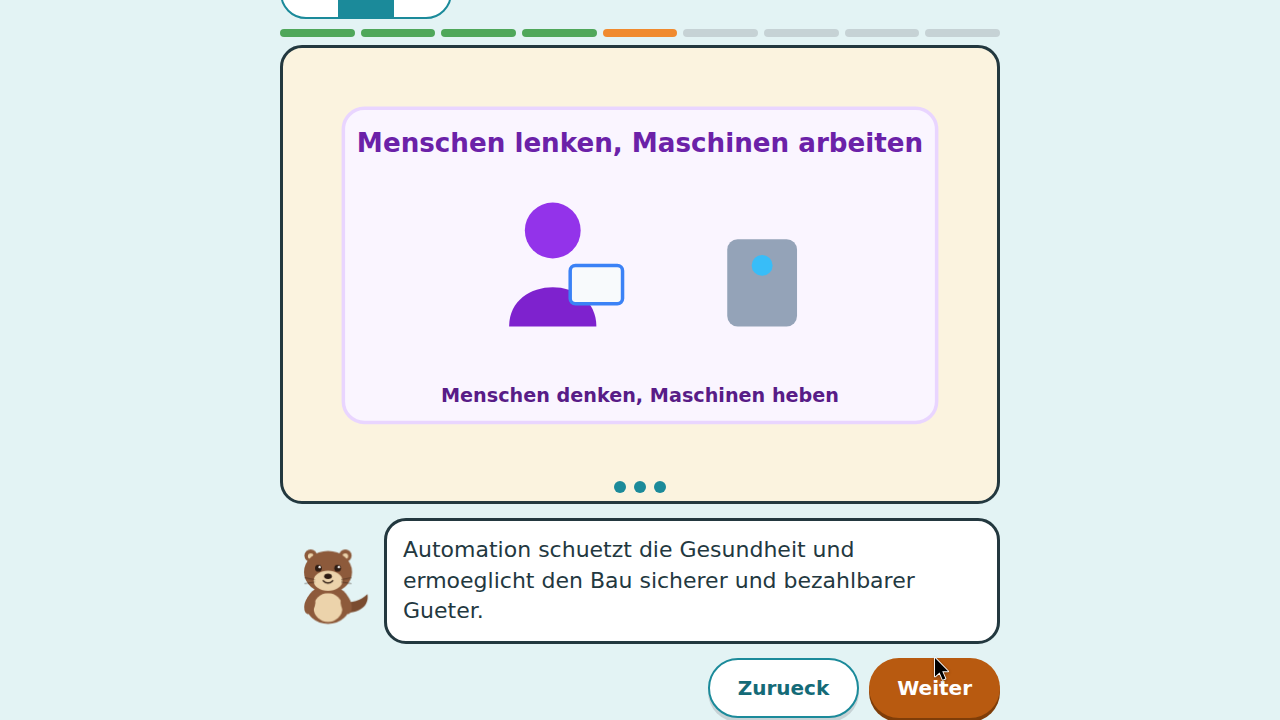 Menschen lenken, Maschinen arbeiten
Menschen denken, Maschinen heben
Automation schuetzt die Gesundheit und
ermoeglicht den Bau sicherer und bezahlbarer
Gueter.
Zurueck
Weiter